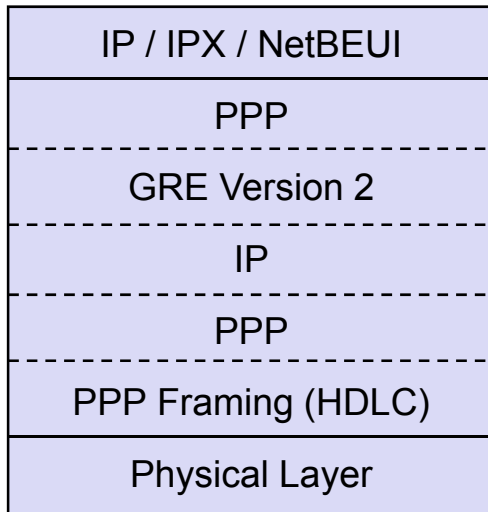 IP / IPX / NetBEUI
PPP
GRE Version 2
IP
PPP
PPP Framing (HDLC)
Physical Layer